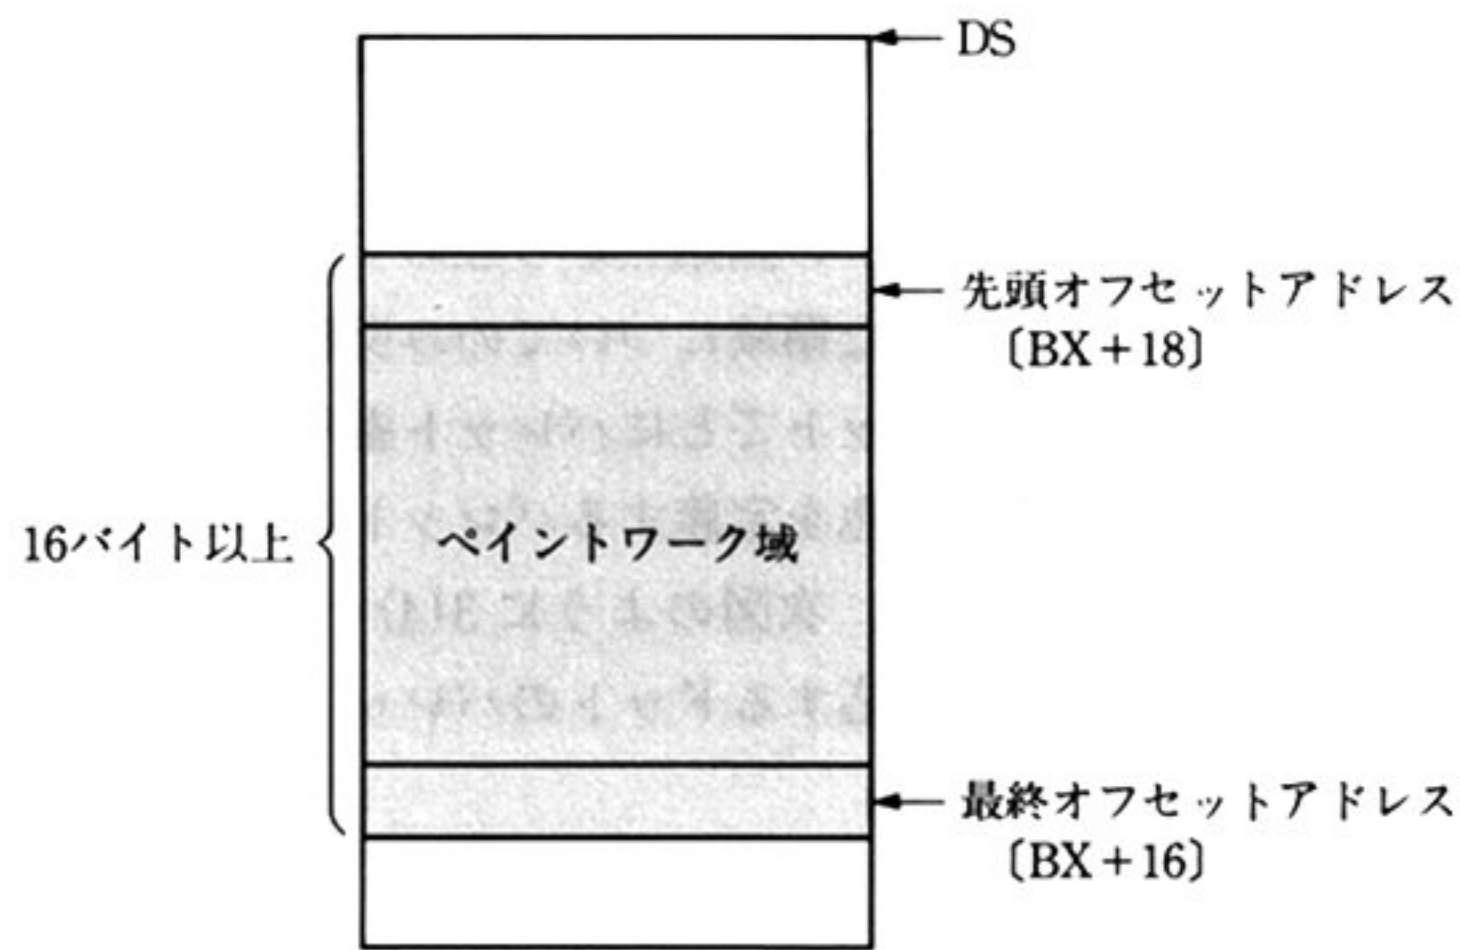 DS
先頭オフセットアドレス
〔BX+18〕
16バイト以上
ペイントワーク域
最終オフセットアドレス
〔BX+16〕